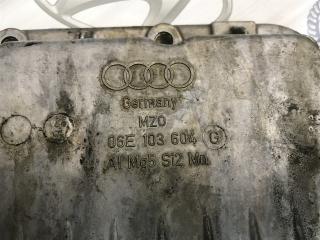 Germany
MZO
06E 103 604 G
Al Mg5 Si2 Mn